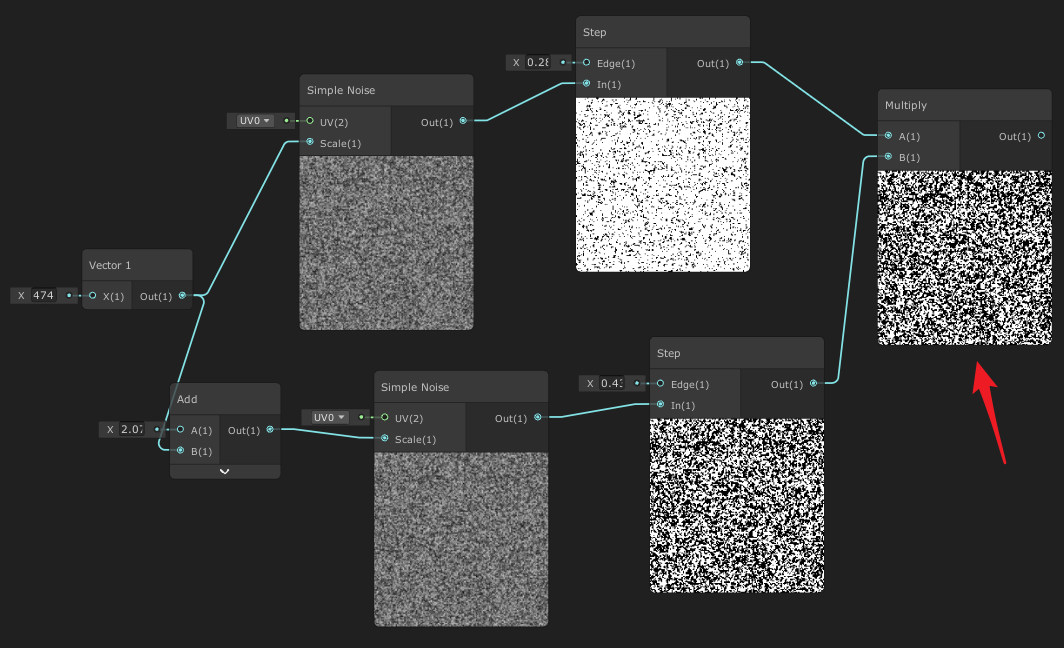 Step
X 0.28
Edge(1)
Out(1)
In(1)
Simple Noise
UV0
UV(2)
Out(1)
Scale(1)
Multiply
A(1)
Out(1)
B(1)
Vector 1
X 474
X(1)
Out(1)
Add
X 2.07
A(1)
Out(1)
B(1)
Simple Noise
UV0
UV(2)
Out(1)
Scale(1)
Step
X
Edge(1)
Out(1)
In(1)